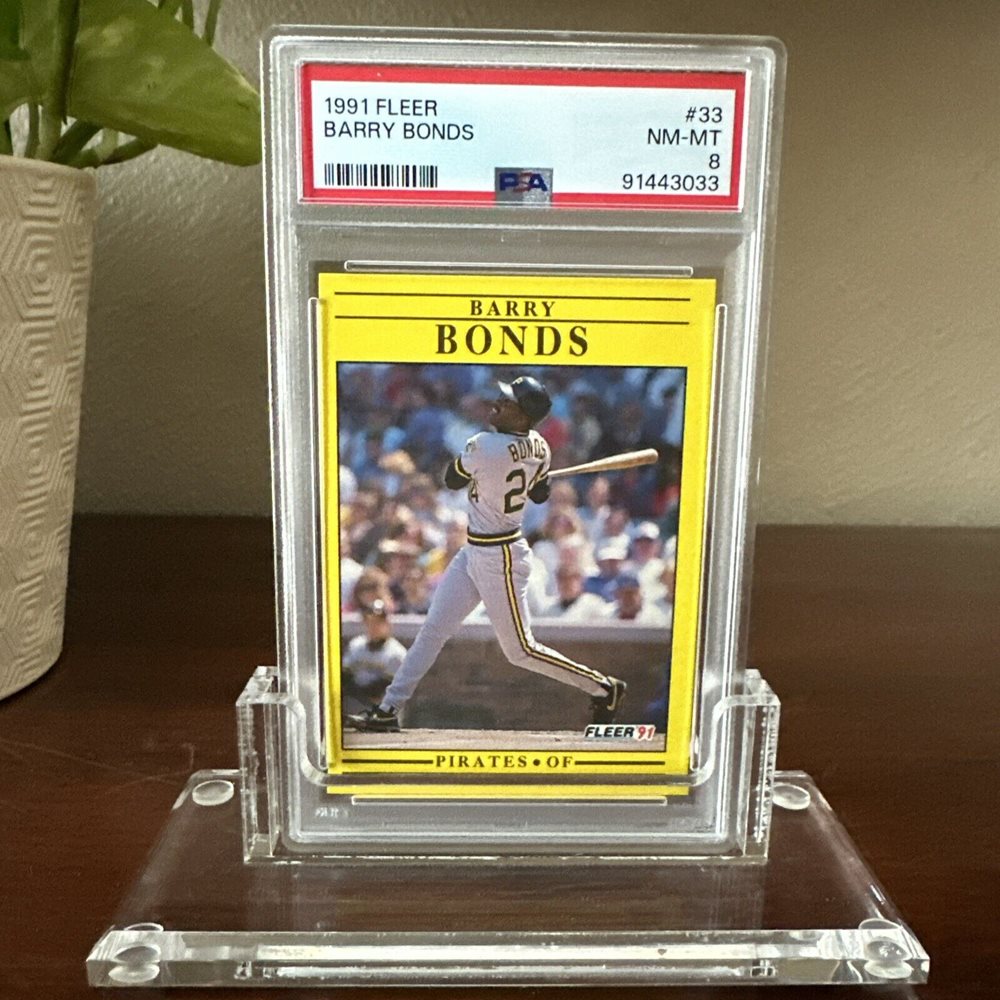 1991 FLEER #33
BARRY BONDS NM-MT
8
PSA 91443033
BARRY
BONDS
BONDS
24
FLEER '91
PIRATES • OF